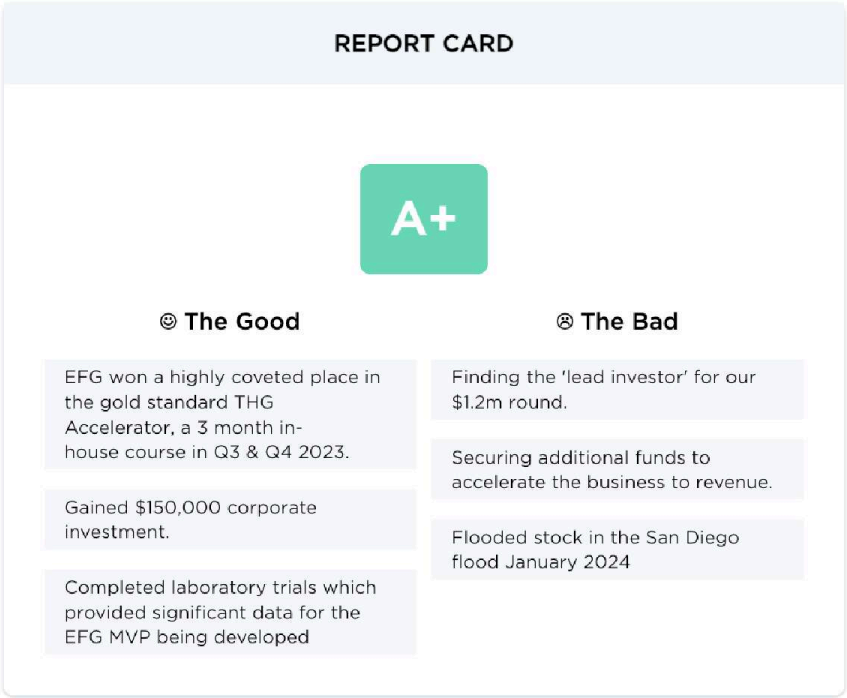 REPORT CARD
A+
☺ The Good
EFG won a highly coveted place in
the gold standard THG
Accelerator, a 3 month in-
house course in Q3 & Q4 2023.
Gained $150,000 corporate
investment.
Completed laboratory trials which
provided significant data for the
EFG MVP being developed
☹ The Bad
Finding the 'lead investor' for our
$1.2m round.
Securing additional funds to
accelerate the business to revenue.
Flooded stock in the San Diego
flood January 2024